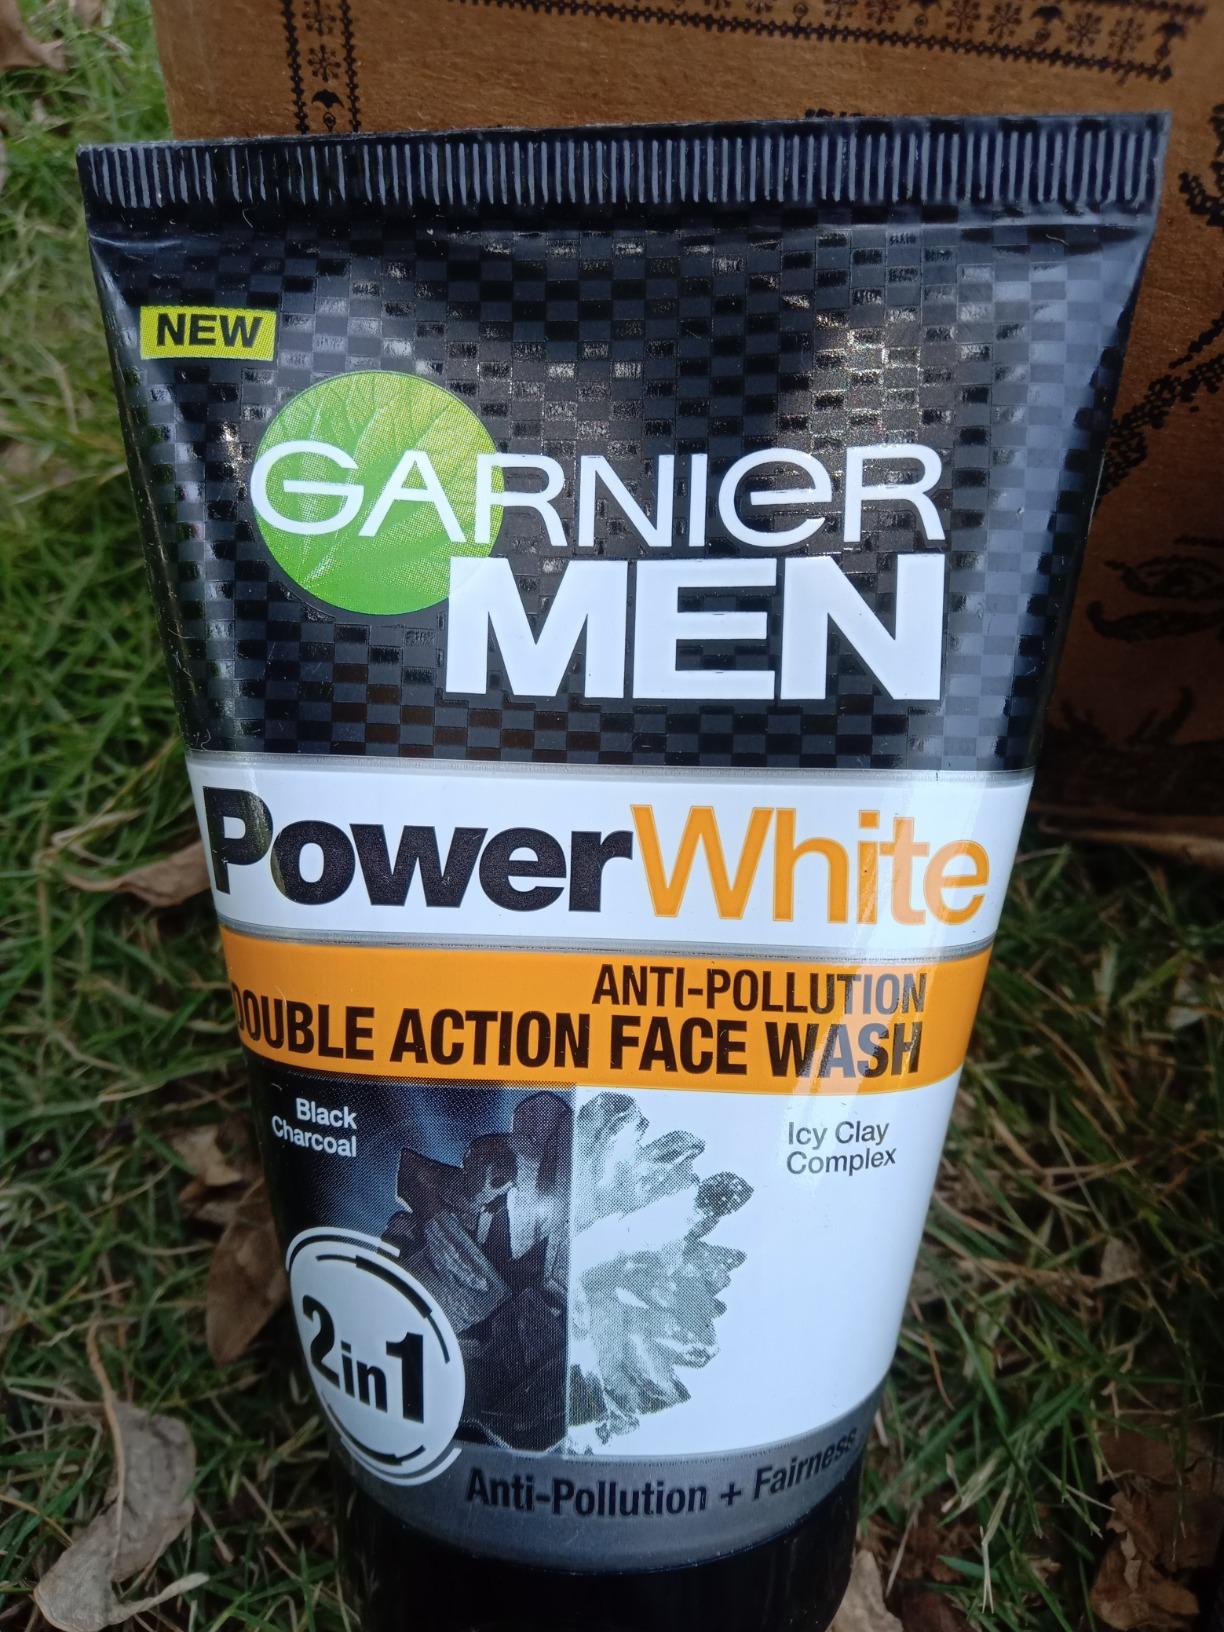 NEW
GARNIER
MEN
PowerWhite
ANTI-POLLUTION
DOUBLE ACTION FACE WASH
Black
Charcoal
Icy Clay
Complex
2in1
Anti-Pollution + Fairness